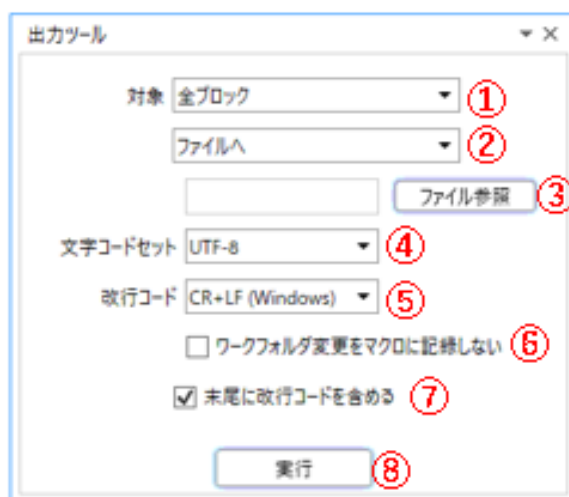 出力ツール
対象 全ブロック ①
ファイルへ ②
ファイル参照 ③
文字コードセット UTF-8 ④
改行コード CR+LF (Windows) ⑤
ワークフォルダ変更をマクロに記録しない ⑥
末尾に改行コードを含める ⑦
実行 ⑧